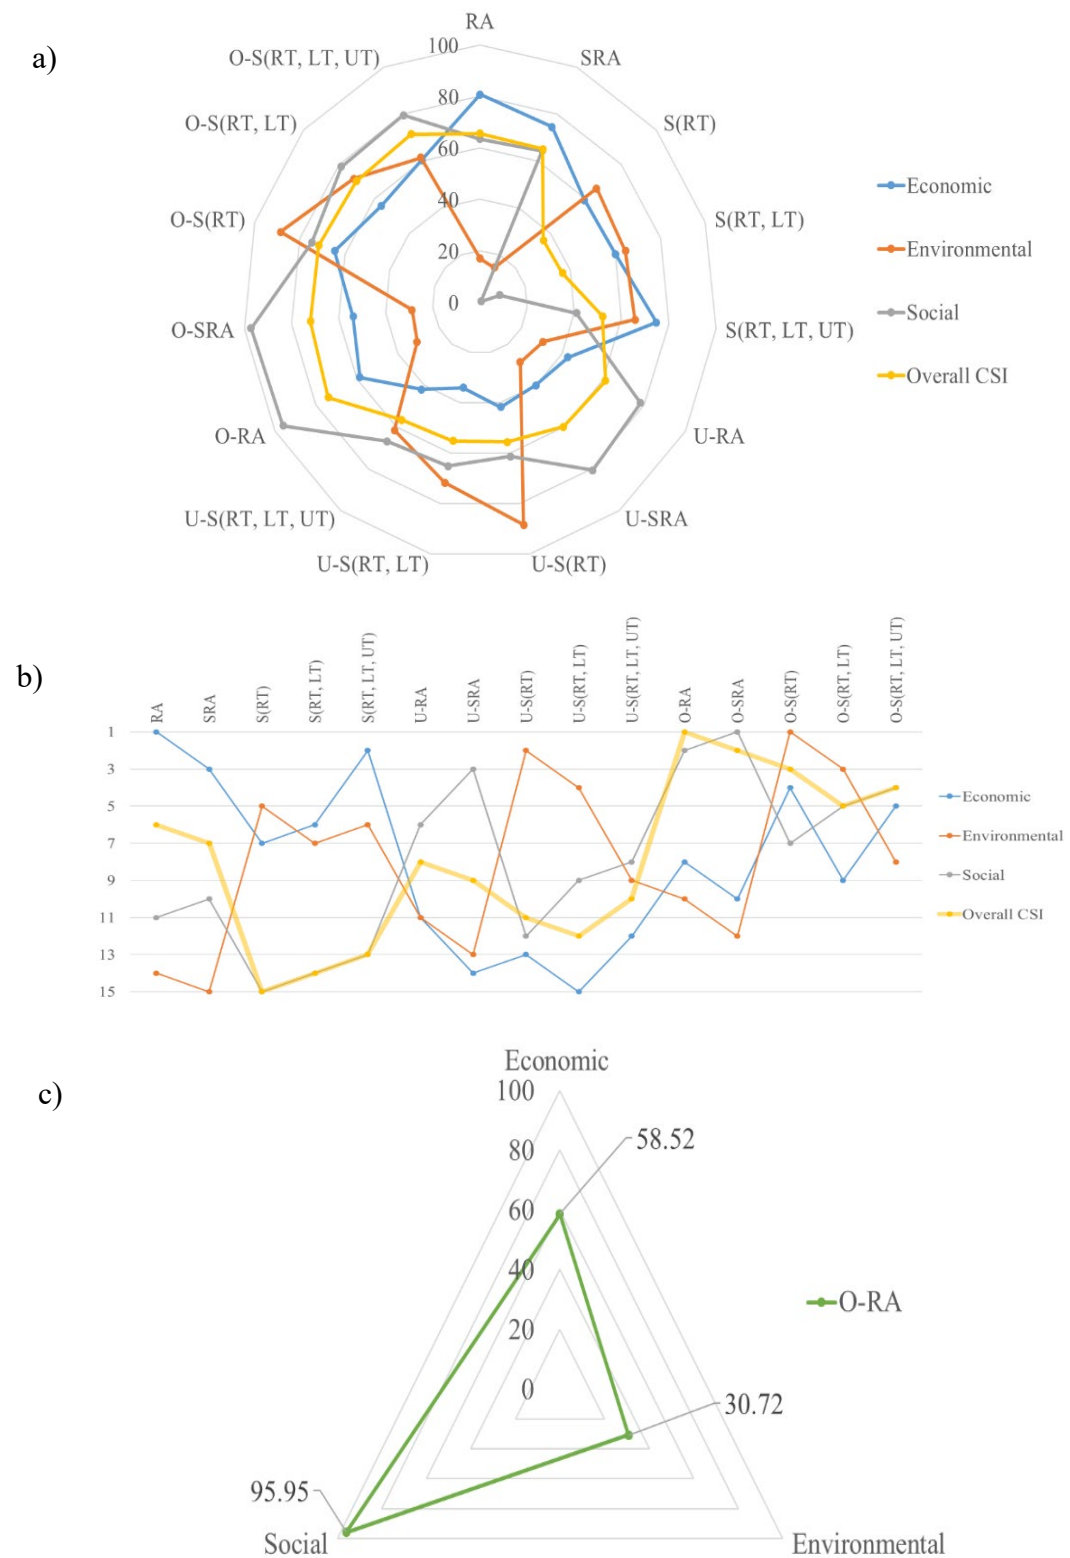 a)
RA
SRA
S(RT)
S(RT, LT)
S(RT, LT, UT)
U-RA
U-SRA
U-S(RT)
U-S(RT, LT)
U-S(RT, LT, UT)
O-RA
O-SRA
O-S(RT)
O-S(RT, LT)
O-S(RT, LT, UT)
100
80
60
40
20
0
Economic
Environmental
Social
Overall CSI
b)
RA
SRA
S(RT)
S(RT, LT)
S(RT, LT, UT)
U-RA
U-SRA
U-S(RT)
U-S(RT, LT)
U-S(RT, LT, UT)
O-RA
O-SRA
O-S(RT)
O-S(RT, LT)
O-S(RT, LT, UT)
1
3
5
7
9
11
13
15
Economic
Environmental
Social
Overall CSI
c)
Economic
100
80
60
40
20
0
58.52
30.72
95.95
Social
Environmental
O-RA